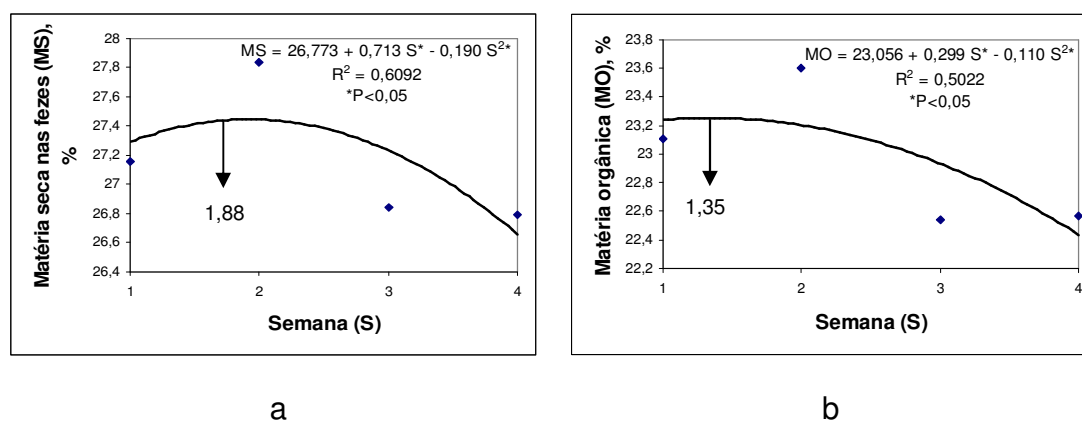 MS = 26,773 + 0,713 S* - 0,190 S²*
R² = 0,6092
*P<0,05
Matéria seca nas fezes (MS),
%
28
27,8
27,6
27,4
27,2
27
26,8
26,6
26,4
1,88
1 2 3 4
Semana (S)
a
MO = 23,056 + 0,299 S* - 0,110 S²*
R² = 0,5022
*P<0,05
Matéria orgânica (MO), %
23,8
23,6
23,4
23,2
23
22,8
22,6
22,4
22,2
1,35
1 2 3 4
Semana (S)
b